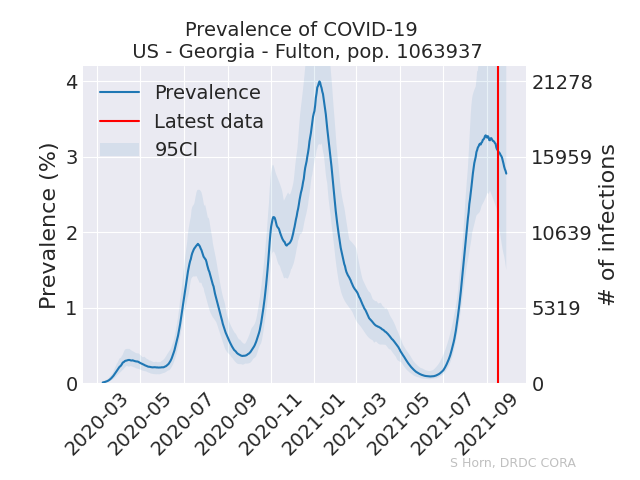 Prevalence of COVID-19
US - Georgia - Fulton, pop. 1063937
Prevalence
Latest data
95CI
Prevalence (%)
4
3
2
1
0
21278
15959
10639
5319
0
# of infections
2020-03
2020-05
2020-07
2020-09
2020-11
2021-01
2021-03
2021-05
2021-07
2021-09
S Horn, DRDC CORA